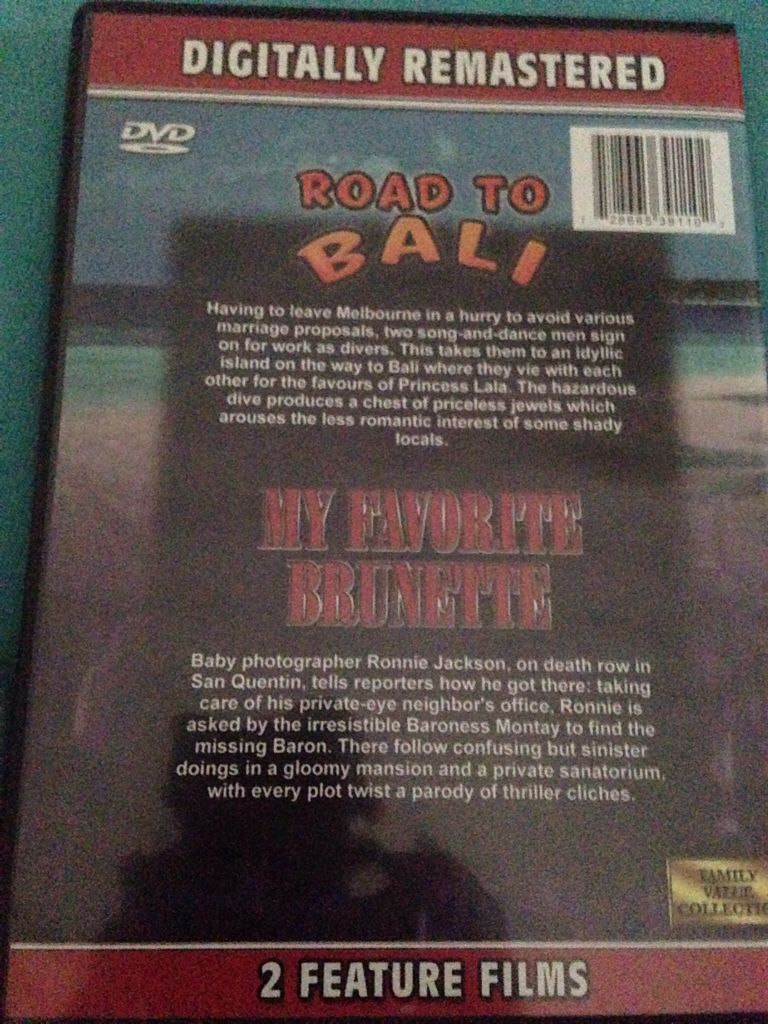 DIGITALLY REMASTERED
DVD
ROAD TO
BALI
Having to leave Melbourne in a hurry to avoid various
marriage proposals, two song-and-dance men sign
on for work as divers. This takes them to an idyllic
island on the way to Bali where they vie with each
other for the favours of Princess Lala. The hazardous
dive produces a chest of priceless jewels which
arouses the less romantic interest of some shady
locals.
MY FAVORITE
BRUNETTE
Baby photographer Ronnie Jackson, on death row in
San Quentin, tells reporters how he got there: taking
care of his private-eye neighbor's office, Ronnie is
asked by the irresistible Baroness Montay to find the
missing Baron. There follow confusing but sinister
doings in a gloomy mansion and a private sanatorium,
with every plot twist a parody of thriller cliches.
FAMILY
VALUE
COLLECTIO
2 FEATURE FILMS